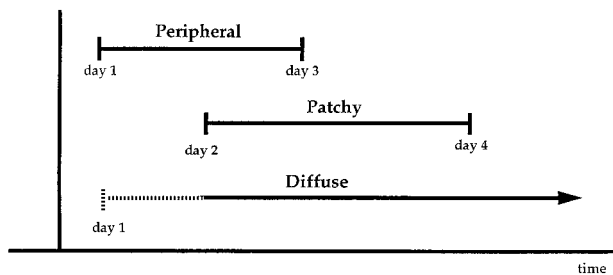 Peripheral
day 1
day 3
Patchy
day 2
day 4
Diffuse
day 1
time